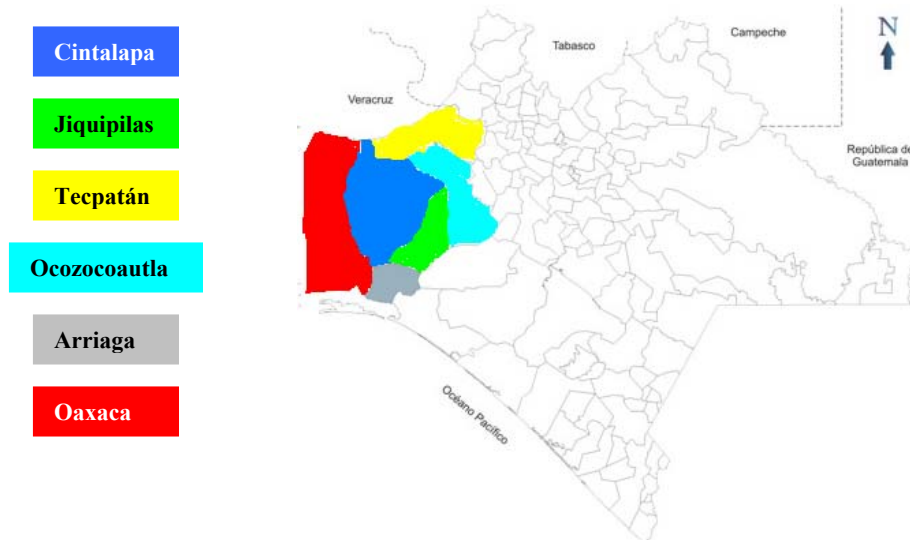 Cintalapa
Jiquipilas
Tecpatán
Ocozocoautla
Arriaga
Oaxaca
Campeche
N
Tabasco
Veracruz
República de
Guatemala
Océano Pacífico